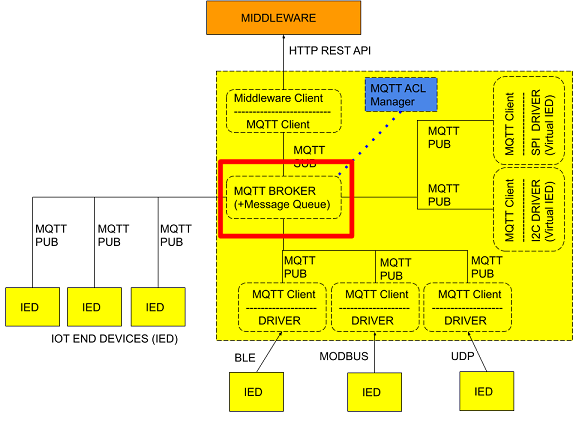 MIDDLEWARE
HTTP REST API
Middleware Client
MQTT Client
MQTT ACL
Manager
MQTT
SUB
MQTT BROKER
(+Message Queue)
MQTT
PUB
MQTT
PUB
MQTT Client
SPI DRIVER
(Virtual IED)
MQTT Client
I2C DRIVER
(Virtual IED)
MQTT
PUB
MQTT
PUB
MQTT
PUB
IED
IED
IED
IOT END DEVICES (IED)
MQTT
PUB
MQTT
PUB
MQTT
PUB
MQTT Client
DRIVER
MQTT Client
DRIVER
MQTT Client
DRIVER
BLE
MODBUS
UDP
IED
IED
IED